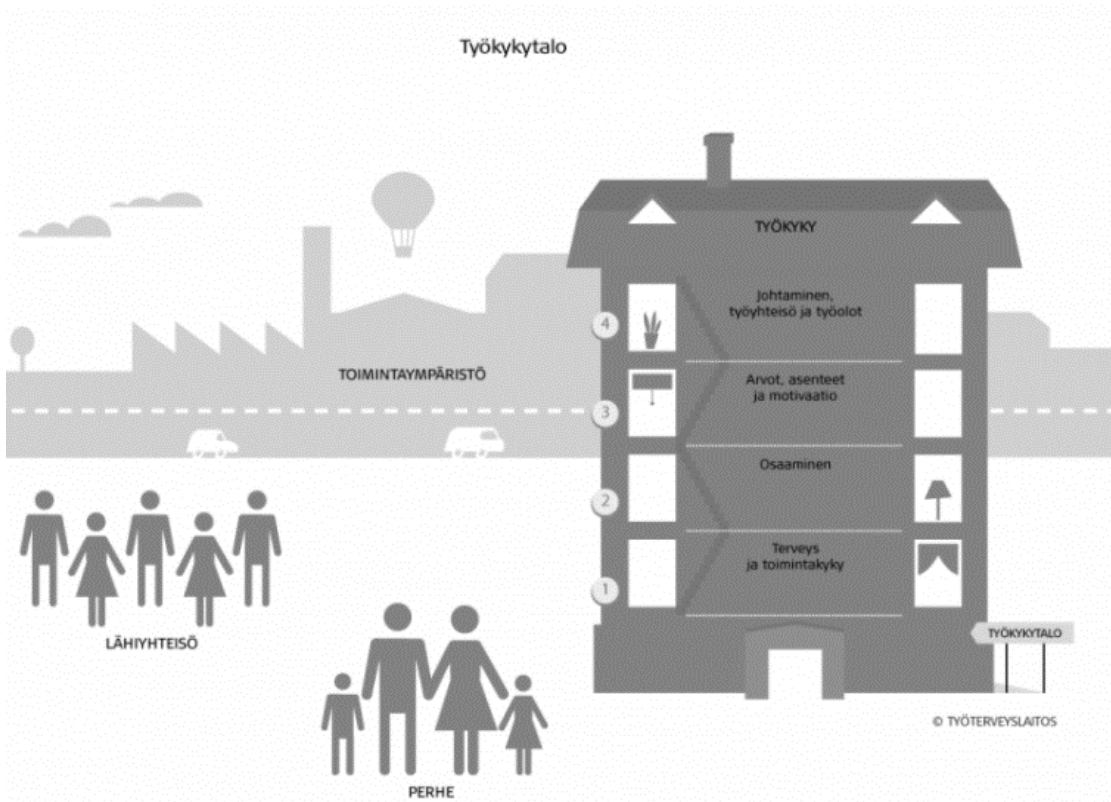 Työkykytalo
TYÖKYKY
4
Johtaminen,
työyhteisö ja työolot
TOIMINTAYMPÄRISTÖ
3
Arvot, asenteet
ja motivaatio
2
Osaaminen
1
Terveys
ja toimintakyky
LÄHIYHTEISÖ
PERHE
TYÖKYKYTALO
© TYÖTERVEYSLAITOS